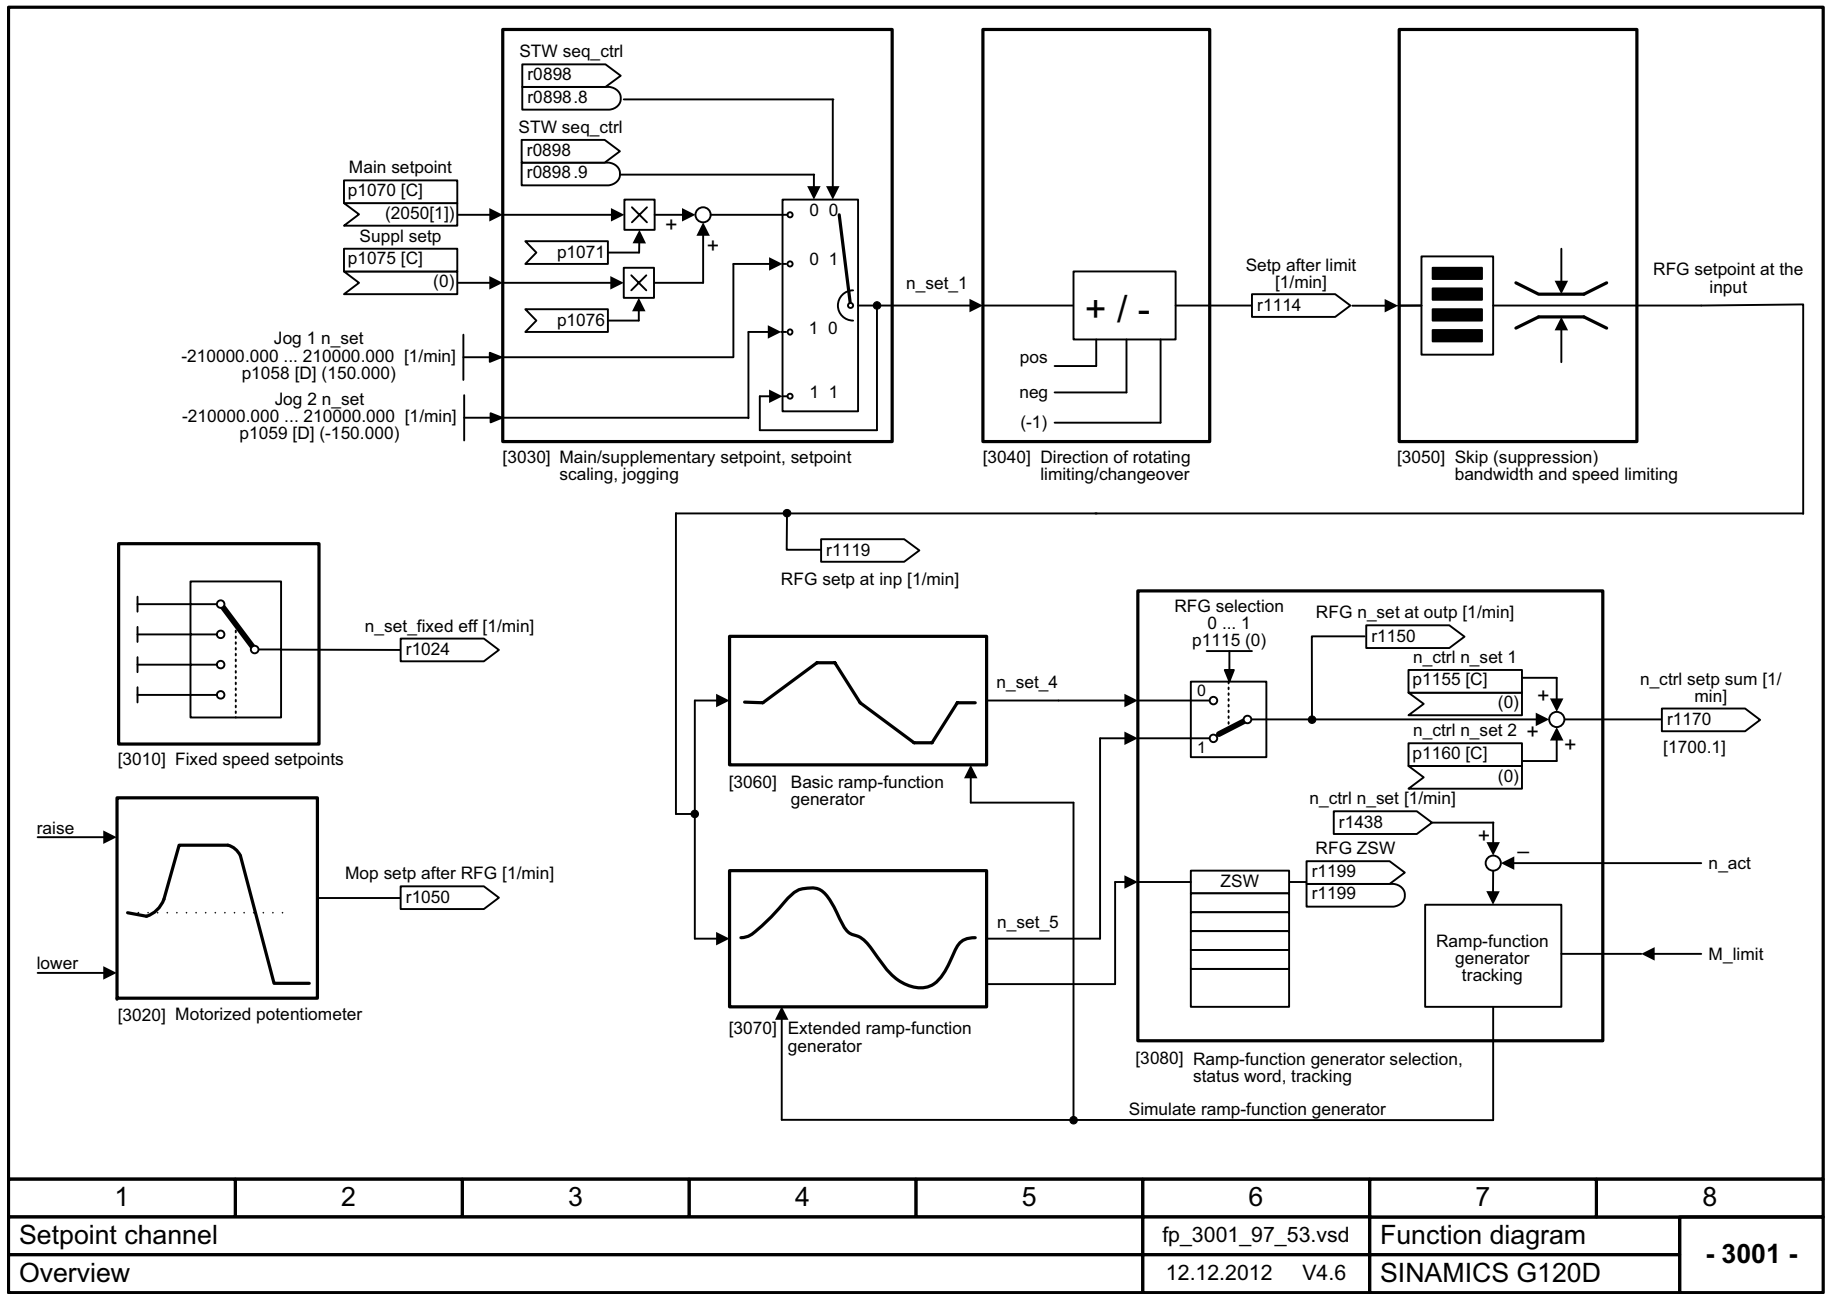 STW seq_ctrl
r0898
r0898.8
STW seq_ctrl
r0898
r0898.9
Main setpoint
p1070 [C]
(2050[1])
Suppl setp
p1075 [C]
(0)
p1071
p1076
+
+
0 0
0 1
1 0
1 1
Jog 1 n_set
-210000.000 ... 210000.000 [1/min]
p1058 [D] (150.000)
Jog 2 n_set
-210000.000 ... 210000.000 [1/min]
p1059 [D] (-150.000)
[3030] Main/supplementary setpoint, setpoint
scaling, jogging
n_set_1
+ / -
pos
neg
(-1)
[3040] Direction of rotating
limiting/changeover
Setp after limit
[1/min]
r1114
[3050] Skip (suppression)
bandwidth and speed limiting
RFG setpoint at the
input
r1119
RFG setp at inp [1/min]
n_set_fixed eff [1/min]
r1024
[3010] Fixed speed setpoints
raise
lower
Mop setp after RFG [1/min]
r1050
[3020] Motorized potentiometer
n_set_4
[3060] Basic ramp-function
generator
n_set_5
[3070] Extended ramp-function
generator
RFG selection
0 ... 1
p1115 (0)
0
1
RFG n_set at outp [1/min]
r1150
n_ctrl n_set 1
p1155 [C]
(0)
+
n_ctrl n_set 2
+
+
p1160 [C]
(0)
n_ctrl setp sum [1/
min]
r1170
[1700.1]
n_ctrl n_set [1/min]
r1438
+
–
n_act
RFG ZSW
r1199
r1199
ZSW
Ramp-function
generator
tracking
M_limit
[3080] Ramp-function generator selection,
status word, tracking
Simulate ramp-function generator
1 2 3 4 5 6 7 8
Setpoint channel
fp_3001_97_53.vsd
Function diagram
- 3001 -
Overview
12.12.2012 V4.6
SINAMICS G120D